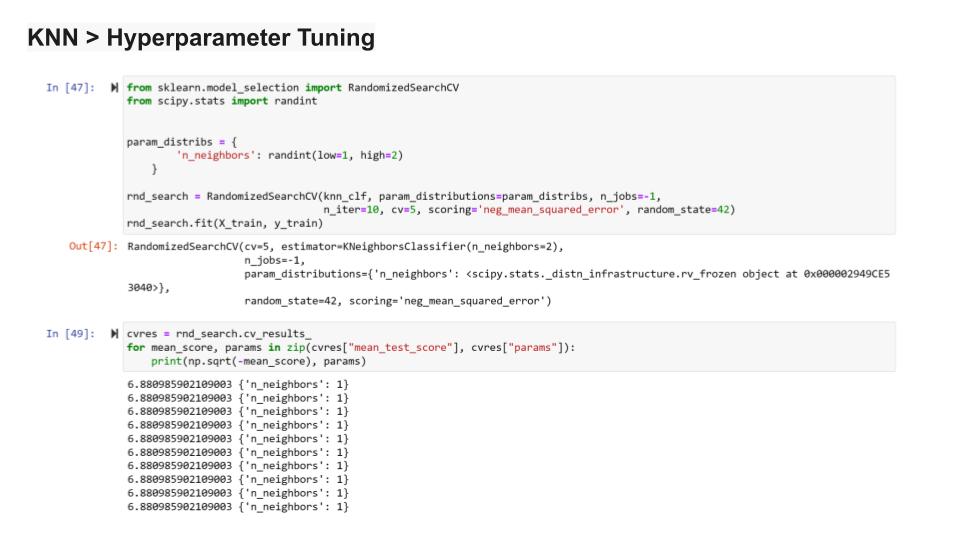 KNN > Hyperparameter Tuning
In [47]: from sklearn.model_selection import RandomizedSearchCV
from scipy.stats import randint
param_distribs = {
'n_neighbors': randint(low=1, high=2)
}
rnd_search = RandomizedSearchCV(knn_clf, param_distributions=param_distribs, n_jobs=-1,
n_iter=10, cv=5, scoring='neg_mean_squared_error', random_state=42)
rnd_search.fit(X_train, y_train)
Out[47]: RandomizedSearchCV(cv=5, estimator=KNeighborsClassifier(n_neighbors=2),
n_jobs=-1,
param_distributions={'n_neighbors': <scipy.stats._distn_infrastructure.rv_frozen object at 0x000002949CE5
3040>},
random_state=42, scoring='neg_mean_squared_error')
In [49]: cvres = rnd_search.cv_results_
for mean_score, params in zip(cvres["mean_test_score"], cvres["params"]):
print(np.sqrt(-mean_score), params)
6.880985902109003 {'n_neighbors': 1}
6.880985902109003 {'n_neighbors': 1}
6.880985902109003 {'n_neighbors': 1}
6.880985902109003 {'n_neighbors': 1}
6.880985902109003 {'n_neighbors': 1}
6.880985902109003 {'n_neighbors': 1}
6.880985902109003 {'n_neighbors': 1}
6.880985902109003 {'n_neighbors': 1}
6.880985902109003 {'n_neighbors': 1}
6.880985902109003 {'n_neighbors': 1}